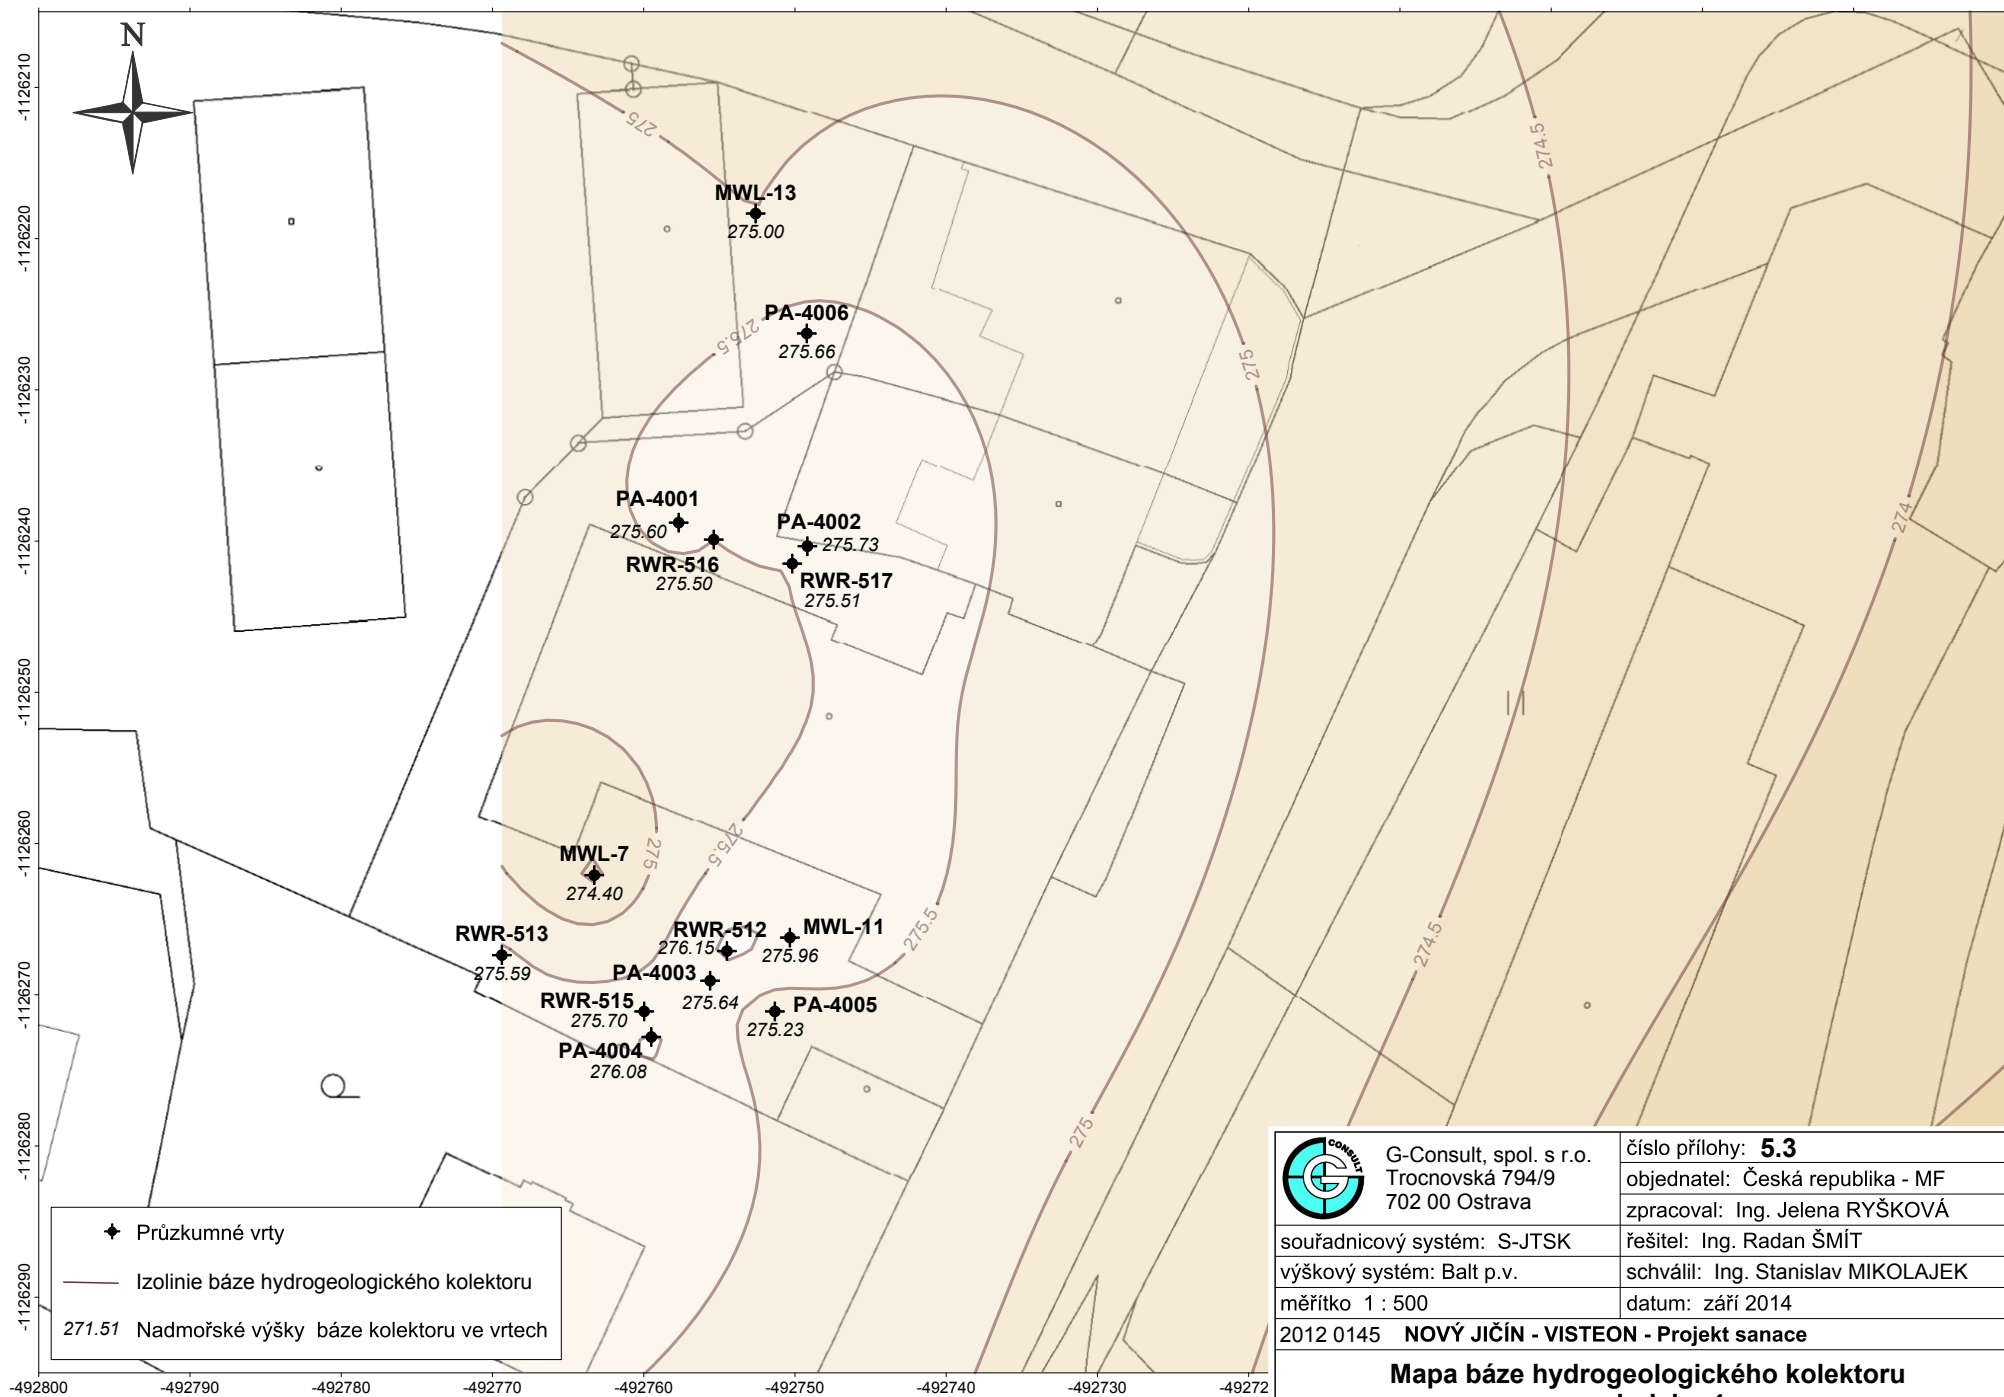 N
-1126210
-1126220
-1126230
-1126240
-1126250
-1126260
-1126270
-1126280
-1126290
-492800
-492790
-492780
-492770
-492760
-492750
-492740
-492730
-49272
275
274.5
MWL-13
275.00
PA-4006
275.66
275.5
275
PA-4001
275.60
PA-4002
275.73
274
RWR-516
275.50
RWR-517
275.51
275
275.5
MWL-7
274.40
RWR-513
275.59
RWR-512
276.15
MWL-11
275.96
275.5
274.5
PA-4003
275.64
RWR-515
275.70
PA-4005
275.23
PA-4004
276.08
275
Průzkumné vrty
Izolinie báze hydrogeologického kolektoru
271.51 Nadmořské výšky báze kolektoru ve vrtech
CONSULT
G
G-Consult, spol. s r.o.
Trocnovská 794/9
702 00 Ostrava
číslo přílohy: 5.3
objednatel: Česká republika - MF
zpracoval: Ing. Jelena RYŠKOVÁ
souřadnicový systém: S-JTSK
řešitel: Ing. Radan ŠMÍT
výškový systém: Balt p.v.
schválil: Ing. Stanislav MIKOLAJEK
měřítko 1 : 500
datum: září 2014
2012 0145 NOVÝ JIČÍN - VISTEON - Projekt sanace
Mapa báze hydrogeologického kolektoru